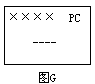 ×××× PC
----
图G